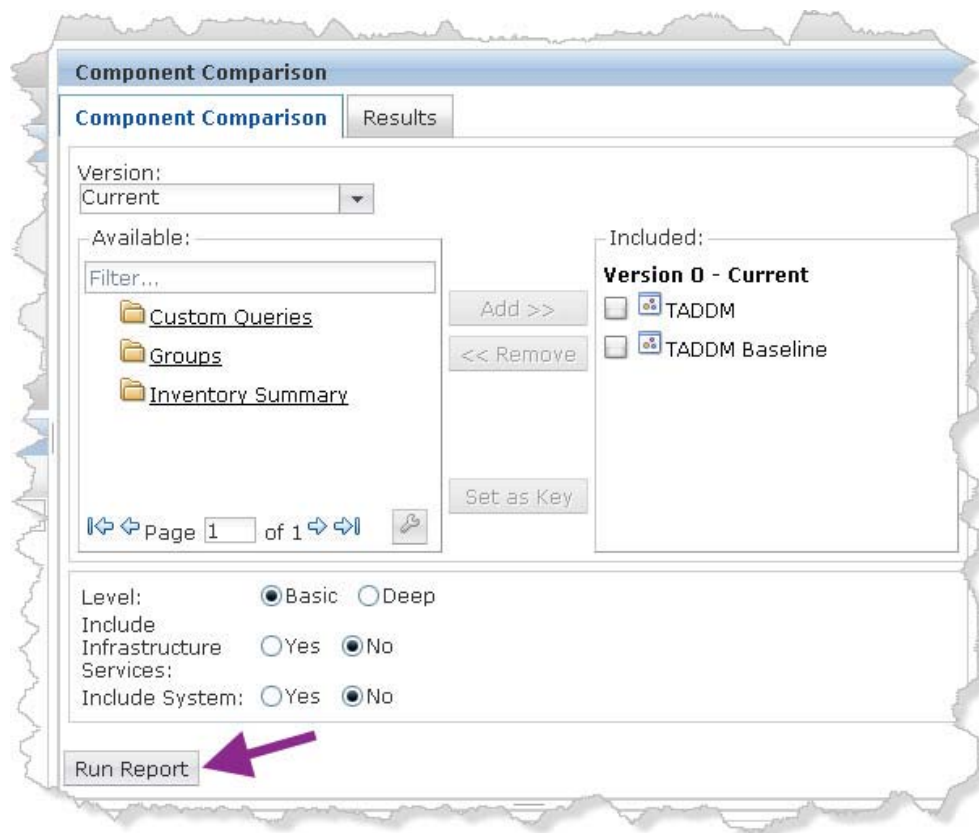 Component Comparison
Component Comparison
Results
Version:
Current
Available:
Filter...
Custom Queries
Groups
Inventory Summary
Page 1 of 1
Add >>
<< Remove
Set as Key
Included:
Version 0 - Current
TADDM
TADDM Baseline
Level: Basic Deep
Include
Infrastructure Yes No
Services:
Include System: Yes No
Run Report